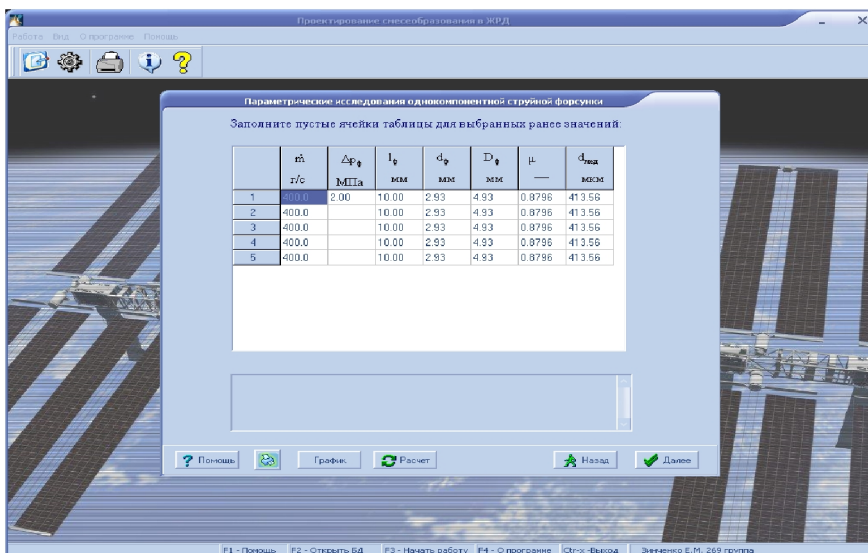 Проектирование смесеобразования в ЖРД
Работа Вид О программе Помощь
Параметрические исследования однокомпонентной струйной форсунки
Заполните пустые ячейки таблицы для выбранных ранее значений:
ṁ Δpф lф dф Dф μ dмед
г/с МПа мм мм мм — мкм
1 400.0 2.00 10.00 2.93 4.93 0.8796 413.56
2 400.0 10.00 2.93 4.93 0.8796 413.56
3 400.0 10.00 2.93 4.93 0.8796 413.56
4 400.0 10.00 2.93 4.93 0.8796 413.56
5 400.0 10.00 2.93 4.93 0.8796 413.56
Помощь График Расчет Назад Далее
F1 - Помощь F2 - Открыть БД F3 - Начать работу F4 - О программе Ctr-x -Выход Зинченко Е.М. 269 группа